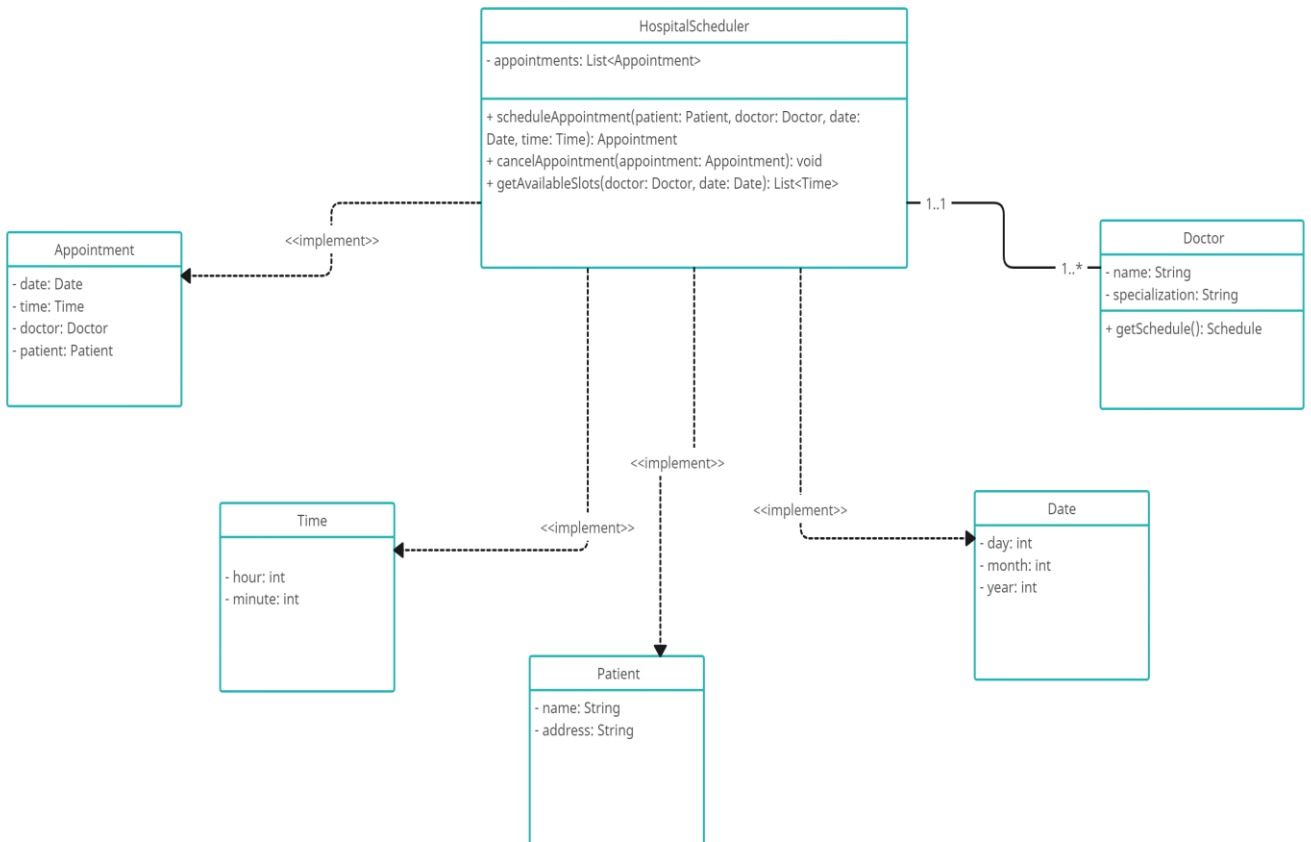 HospitalScheduler
- appointments: List<Appointment>
+ scheduleAppointment(patient: Patient, doctor: Doctor, date:
Date, time: Time): Appointment
+ cancelAppointment(appointment: Appointment): void
+ getAvailableSlots(doctor: Doctor, date: Date): List<Time>
1..1
1..*
<<implement>>
Appointment
- date: Date
- time: Time
- doctor: Doctor
- patient: Patient
Doctor
- name: String
- specialization: String
+ getSchedule(): Schedule
<<implement>>
<<implement>>
<<implement>>
Time
- hour: int
- minute: int
Date
- day: int
- month: int
- year: int
Patient
- name: String
- address: String